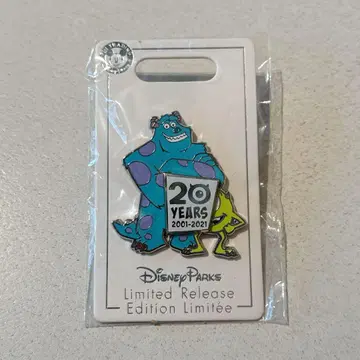 20
YEARS
2001-2021
Disney PARKS
Limited Release
Edition Limitée